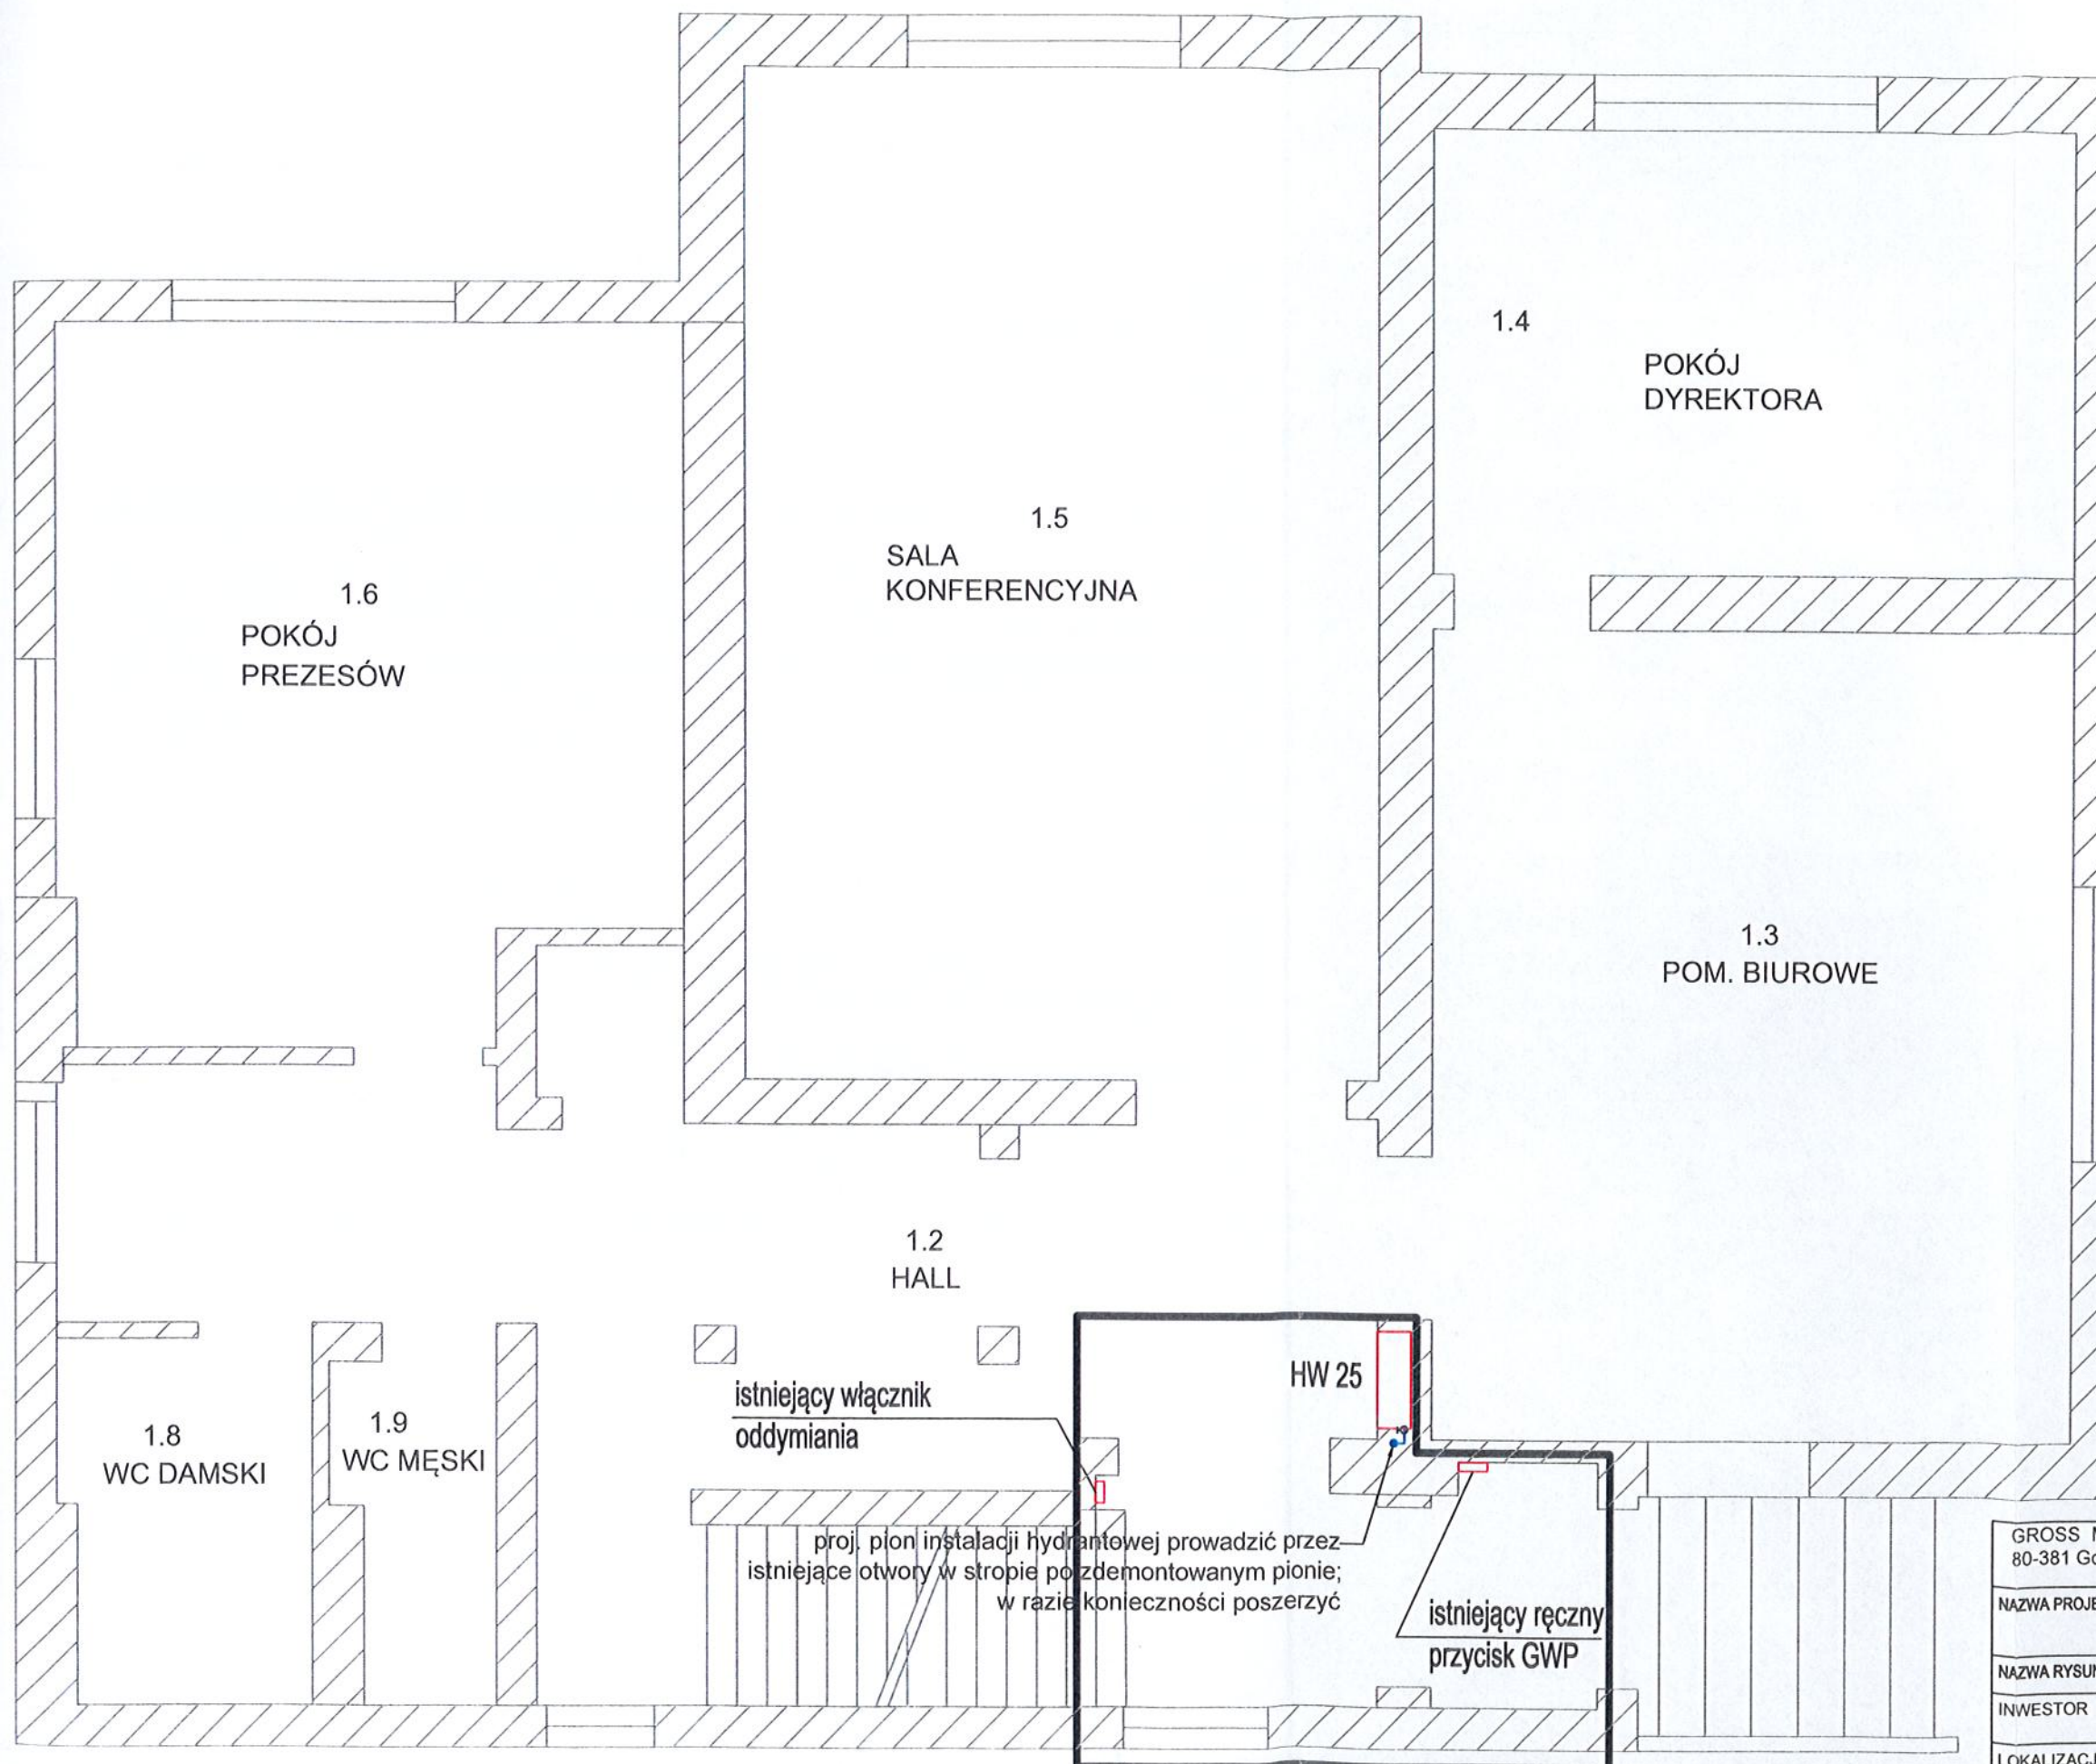 1.4
POKÓJ
DYREKTORA
1.5
SALA
KONFERENCYJNA
1.6
POKÓJ
PREZESÓW
1.3
POM. BIUROWE
1.2
HALL
HW 25
istniejący włącznik
oddymiania
1.8
WC DAMSKI
1.9
WC MĘSKI
proj. pion instalacji hydrantowej prowadzić przez
istniejące otwory w stropie po zdemontowanym pionie;
w razie konieczności poszerzyć
istniejący ręczny
przycisk GWP
GROSS
80-381
NAZWA
NAZWA
INWESTOR